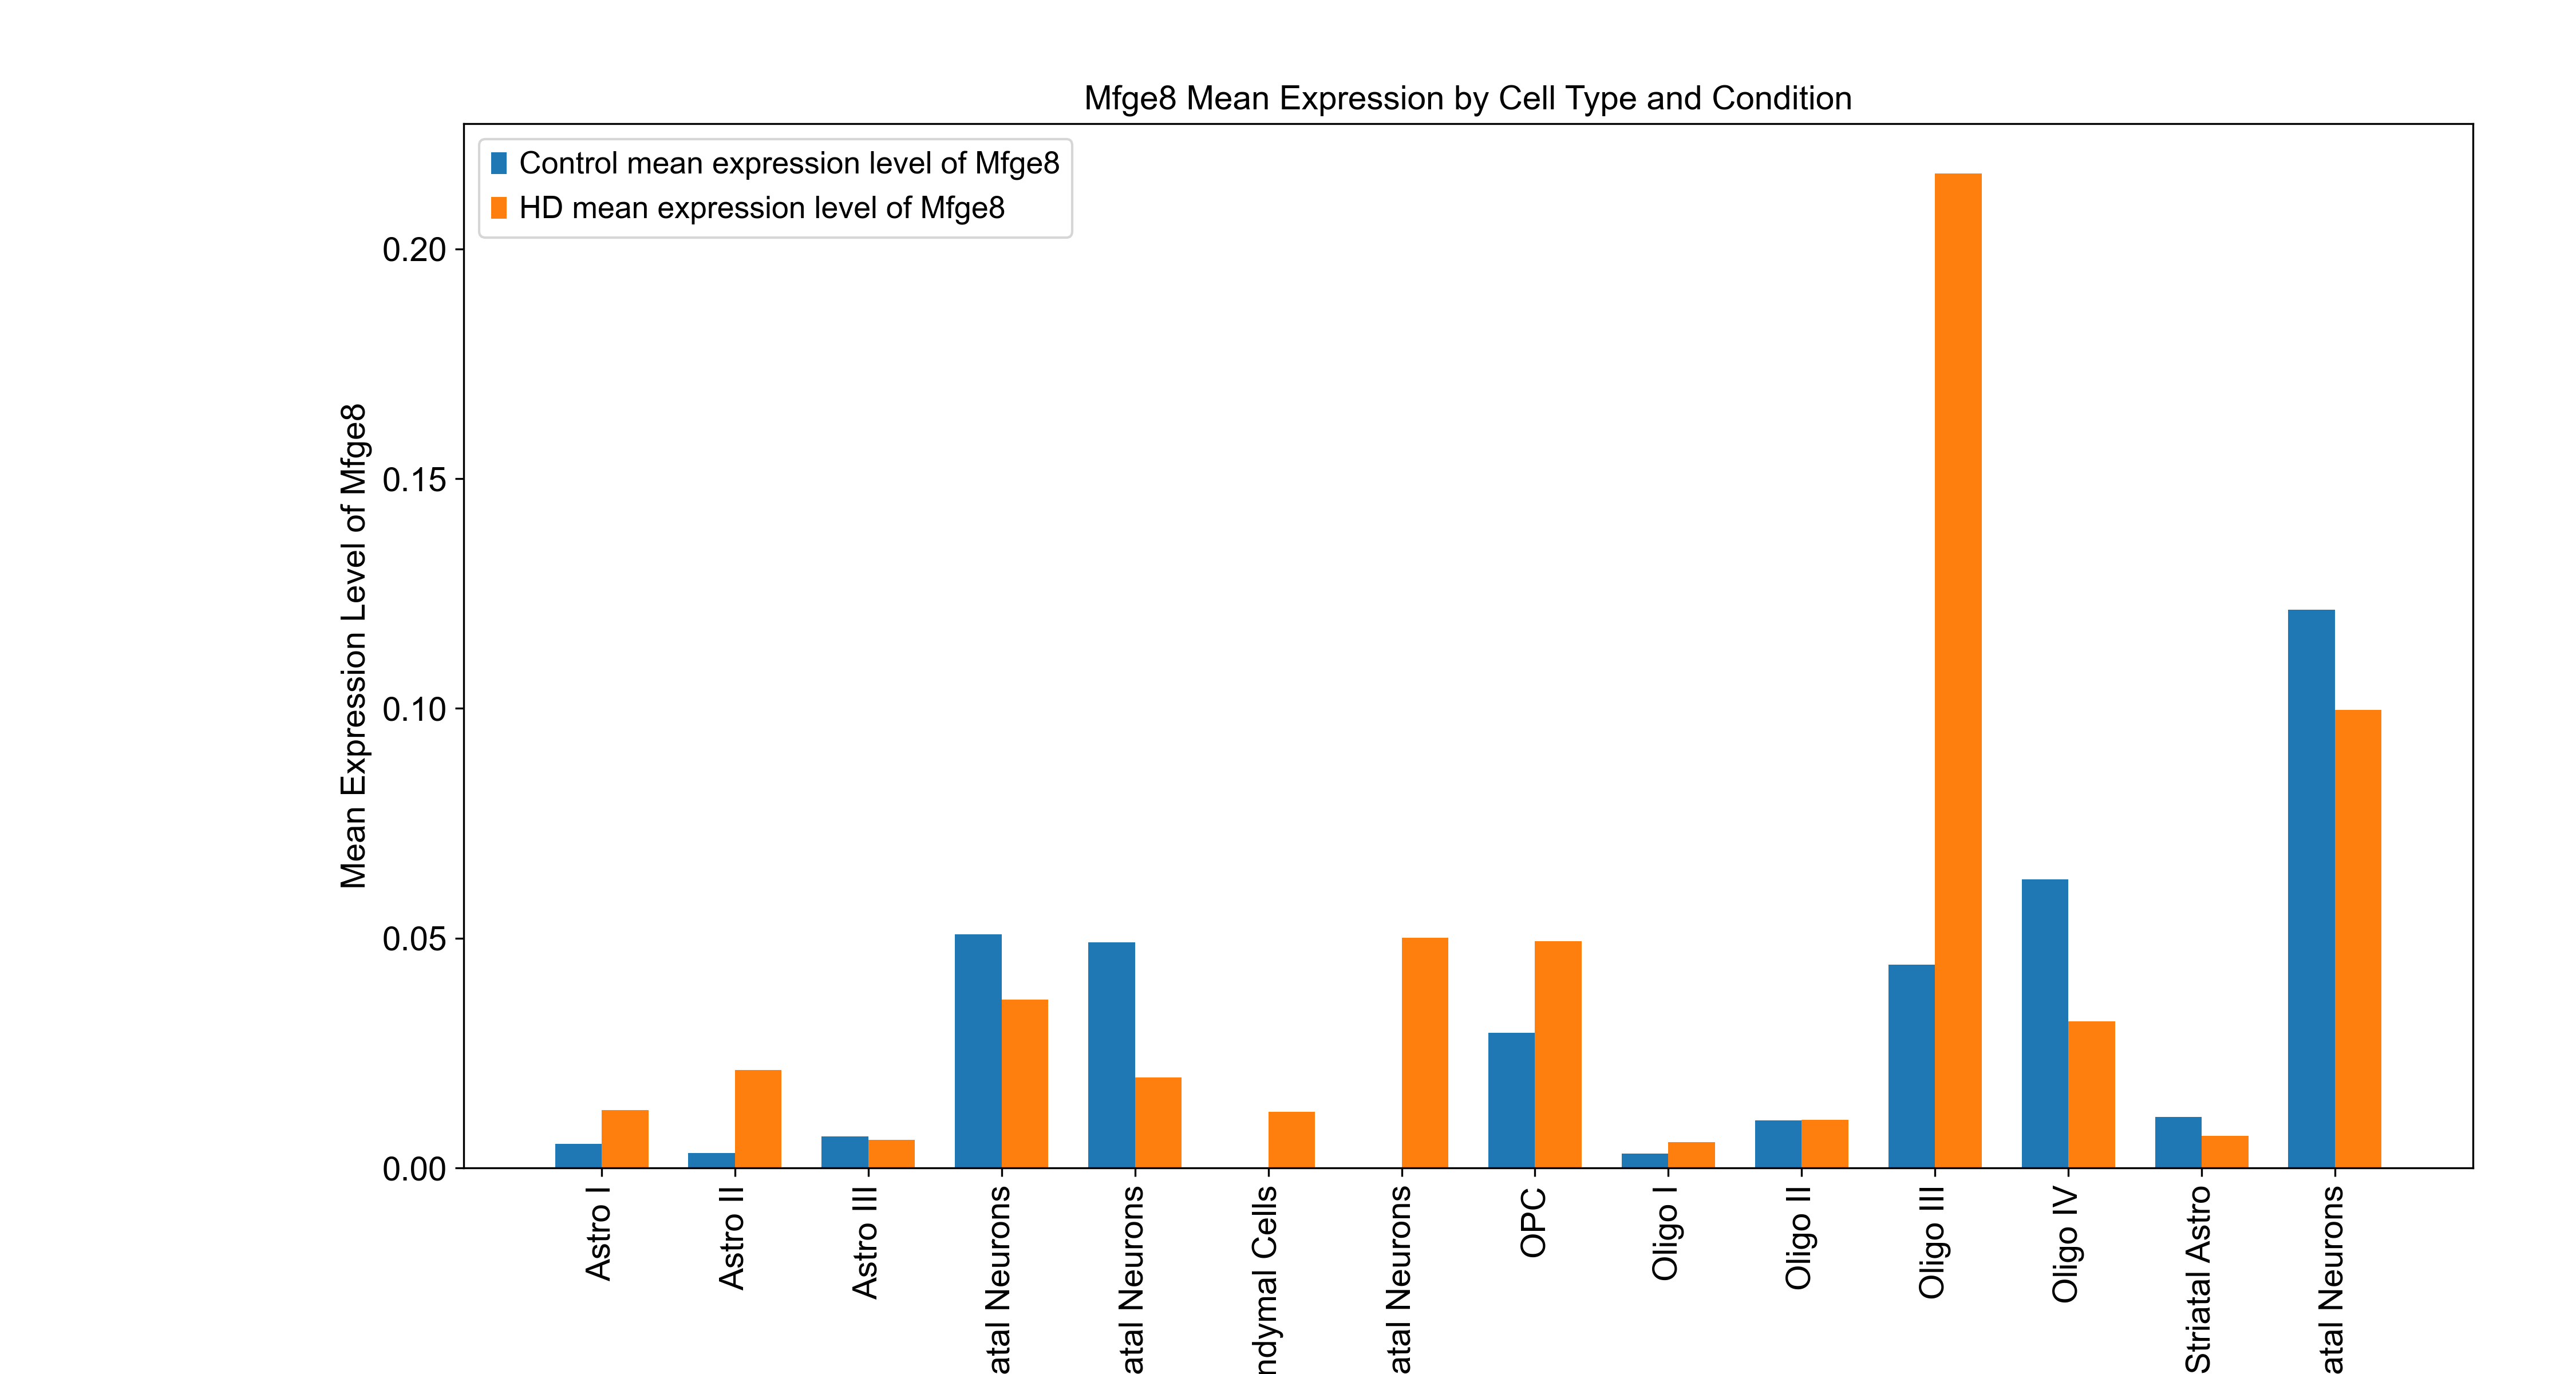 Mfge8 Mean Expression by Cell Type and Condition
Control mean expression level of Mfge8
HD mean expression level of Mfge8
Mean Expression Level of Mfge8
0.20
0.15
0.10
0.05
0.00
Astro I
Astro II
Astro III
atal Neurons
atal Neurons
ndymal Cells
atal Neurons
OPC
Oligo I
Oligo II
Oligo III
Oligo IV
Striatal Astro
atal Neurons